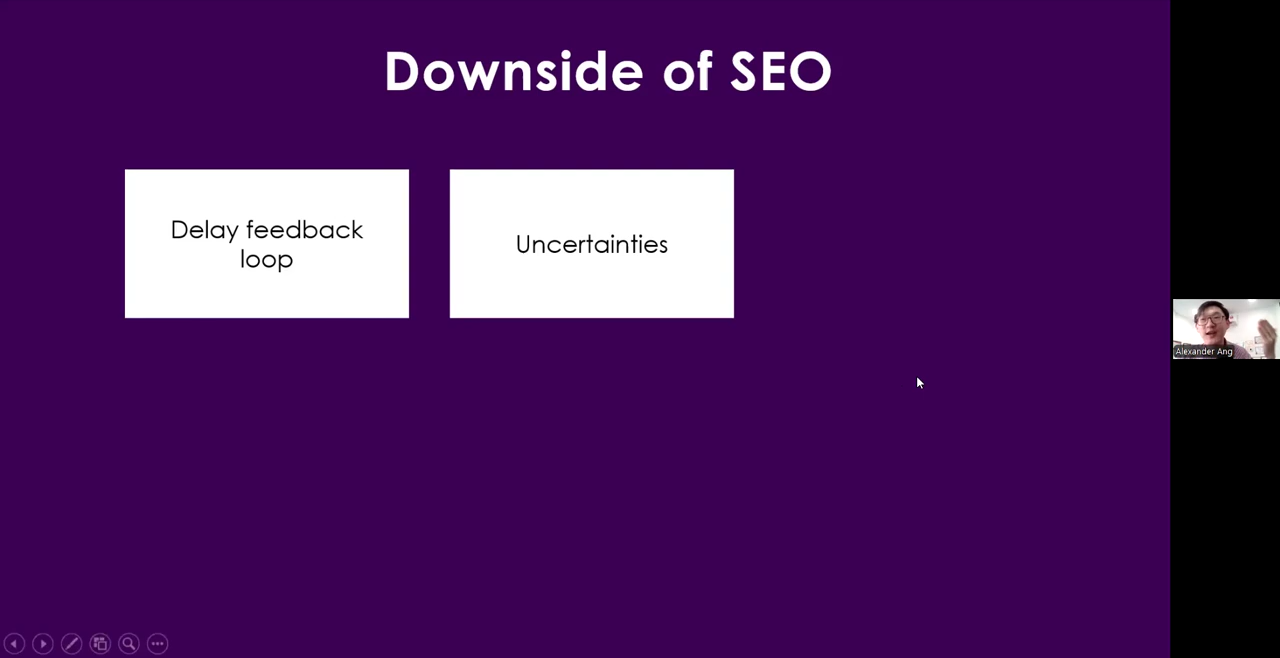 Downside of SEO
Delay feedback
loop
Uncertainties
Alexander Ang